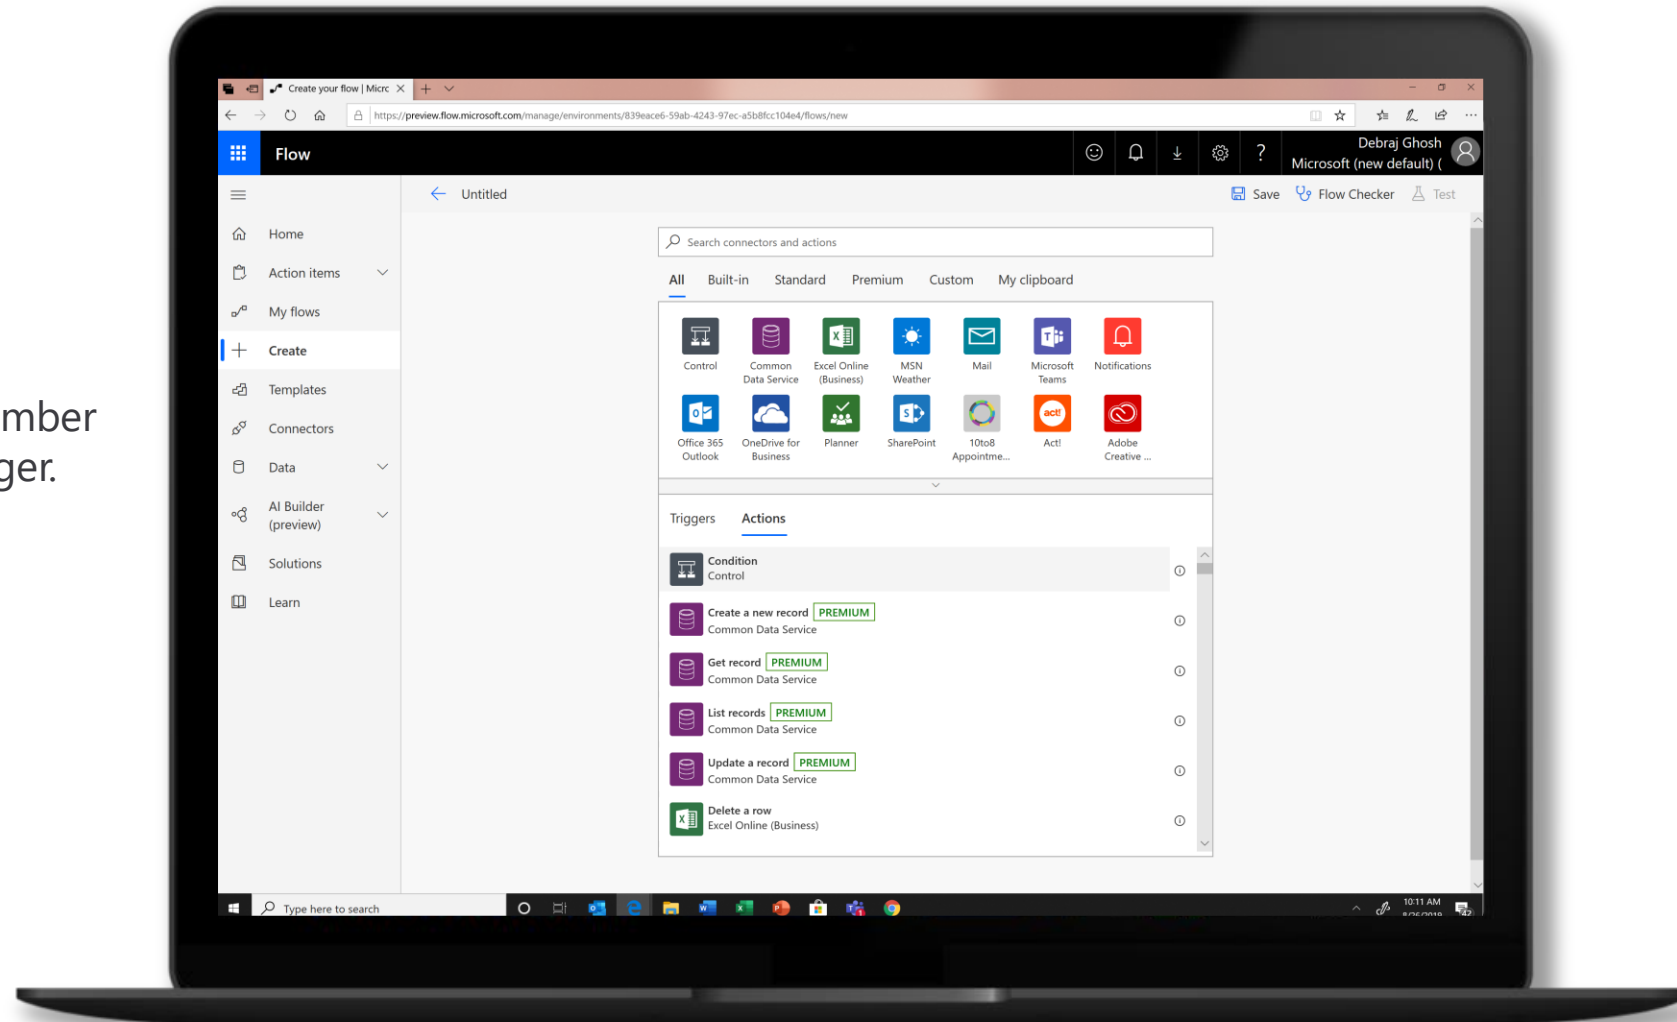 mber
ger.
Create your flow | Micrc
https://preview.flow.microsoft.com/manage/environments/839eace6-59ab-4243-97ec-a5b8fcc104e4/flows/new
Flow
Debraj Ghosh
Microsoft (new default) (
Untitled
Save
Flow Checker
Test
Home
Action items
My flows
Create
Templates
Connectors
Data
AI Builder
(preview)
Solutions
Learn
Search connectors and actions
All Built-in Standard Premium Custom My clipboard
Control
Common
Data Service
Excel Online
(Business)
MSN
Weather
Mail
Microsoft
Teams
Notifications
Office 365
Outlook
OneDrive for
Business
Planner
SharePoint
10to8
Appointme...
act!
Act!
Adobe
Creative ...
Triggers Actions
Condition
Control
Create a new record PREMIUM
Common Data Service
Get record PREMIUM
Common Data Service
List records PREMIUM
Common Data Service
Update a record PREMIUM
Common Data Service
Delete a row
Excel Online (Business)
Type here to search
10:11 AM
8/26/2019
42